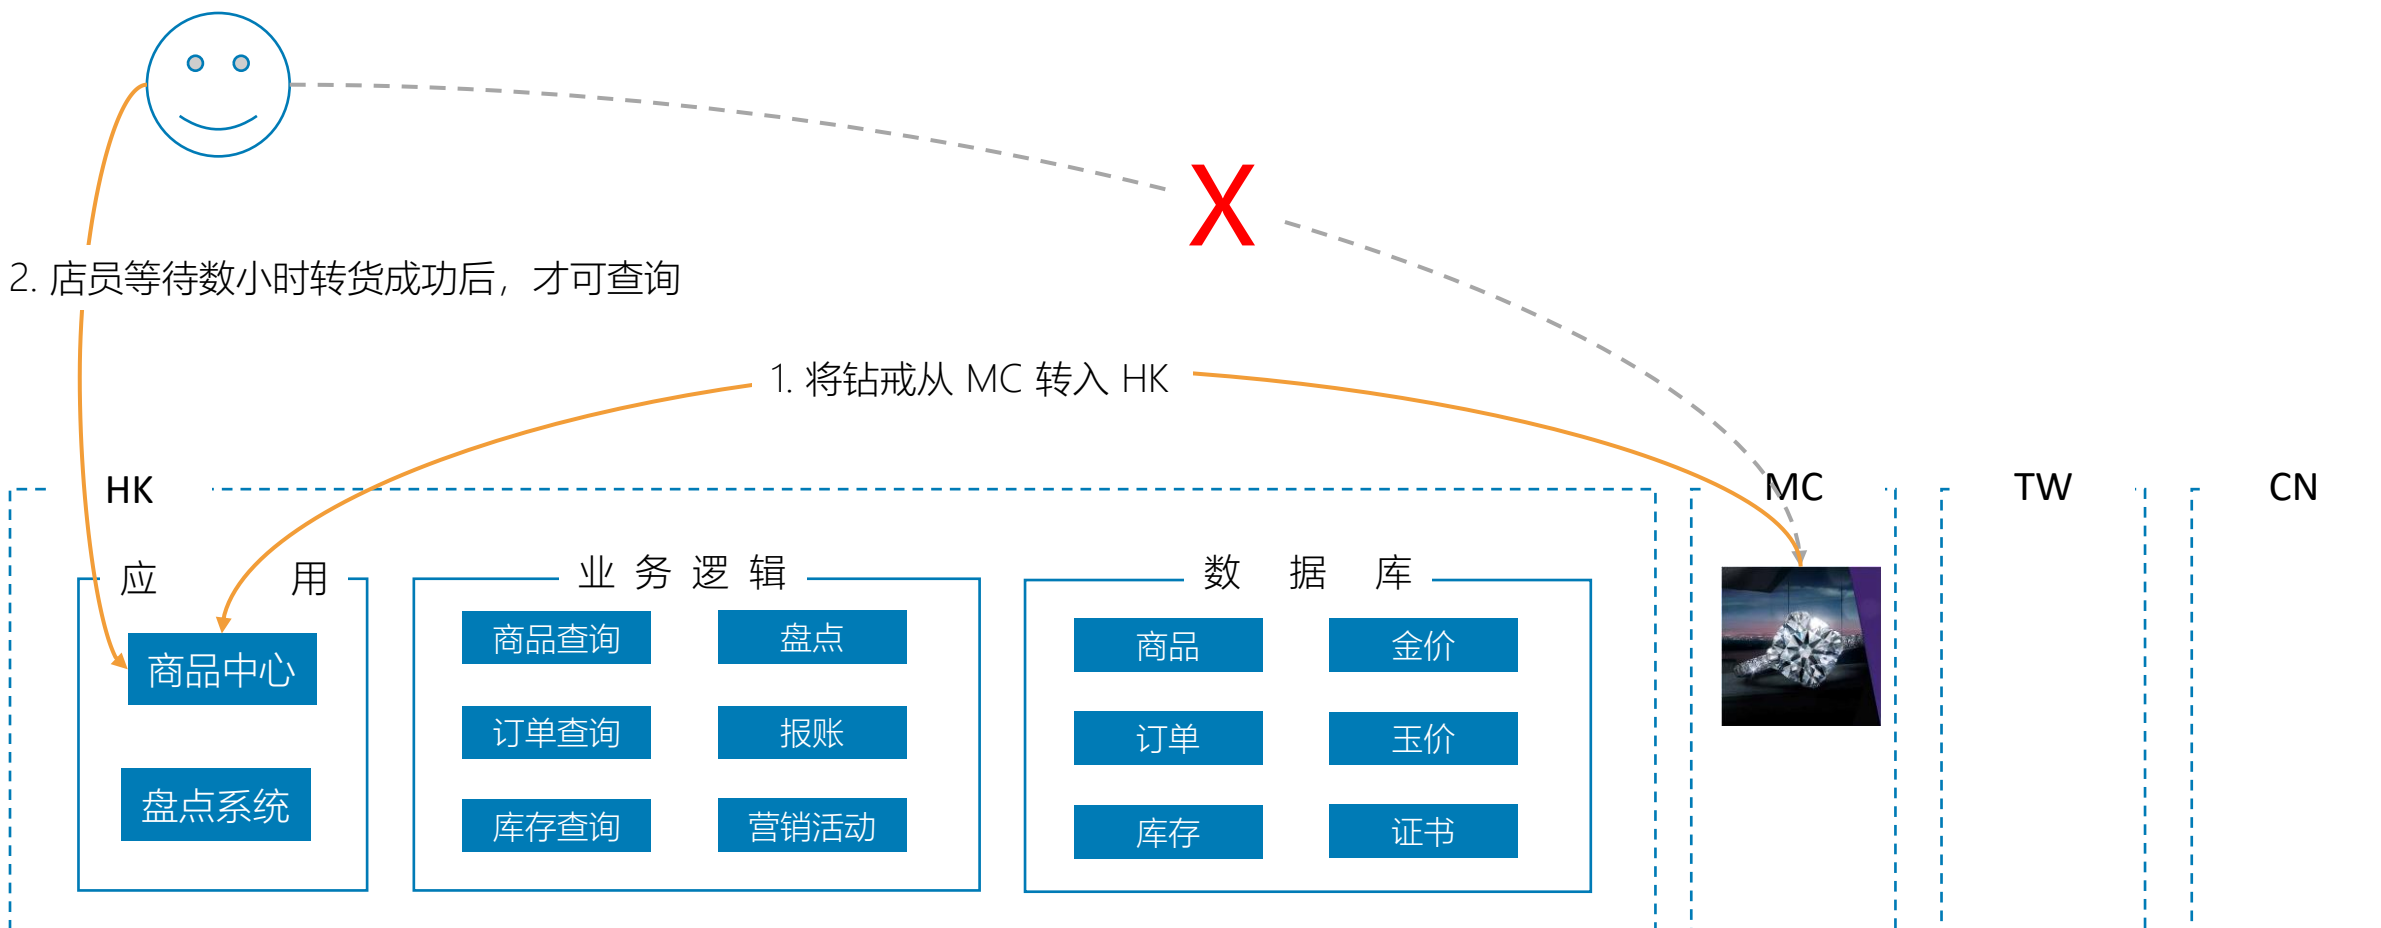 X
2. 店员等待数小时转货成功后，才可查询
1. 将钻戒从 MC 转入 HK
HK
MC
TW
CN
应 用
商品中心
盘点系统
业 务 逻 辑
商品查询
盘点
订单查询
报账
库存查询
营销活动
数 据 库
商品
金价
订单
玉价
库存
证书